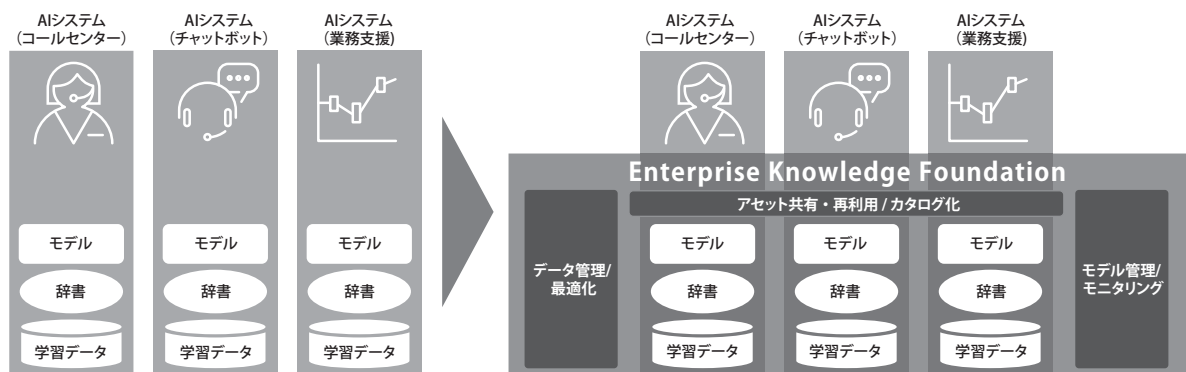 AIシステム
(コールセンター)
AIシステム
(チャットボット)
AIシステム
(業務支援)
モデル
モデル
モデル
辞書
辞書
辞書
学習データ
学習データ
学習データ
AIシステム
(コールセンター)
AIシステム
(チャットボット)
AIシステム
(業務支援)
Enterprise Knowledge Foundation
アセット共有・再利用 / カタログ化
データ管理/
最適化
モデル
モデル
モデル
辞書
辞書
辞書
学習データ
学習データ
学習データ
モデル管理/
モニタリング